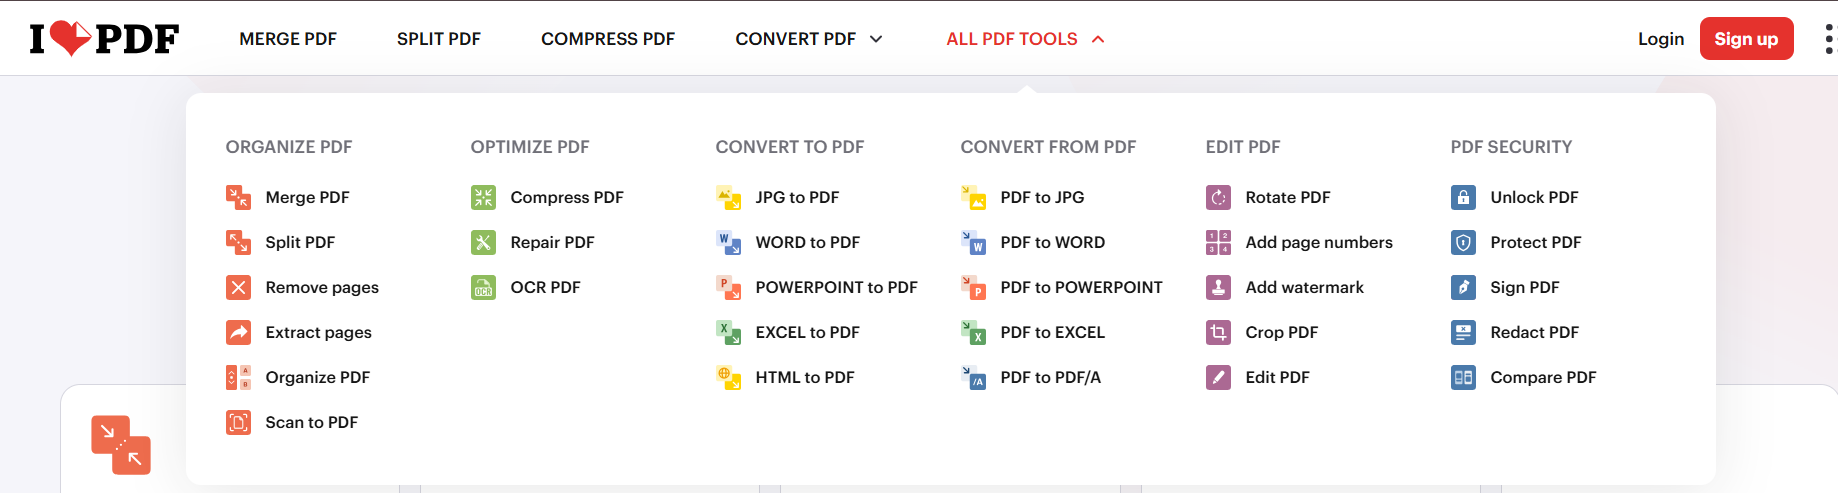 I PDF
MERGE PDF
SPLIT PDF
COMPRESS PDF
CONVERT PDF
ALL PDF TOOLS
Login
Sign up
ORGANIZE PDF
Merge PDF
Split PDF
Remove pages
Extract pages
Organize PDF
Scan to PDF
OPTIMIZE PDF
Compress PDF
Repair PDF
OCR PDF
CONVERT TO PDF
JPG to PDF
WORD to PDF
POWERPOINT to PDF
EXCEL to PDF
HTML to PDF
CONVERT FROM PDF
PDF to JPG
PDF to WORD
PDF to POWERPOINT
PDF to EXCEL
PDF to PDF/A
EDIT PDF
Rotate PDF
Add page numbers
Add watermark
Crop PDF
Edit PDF
PDF SECURITY
Unlock PDF
Protect PDF
Sign PDF
Redact PDF
Compare PDF